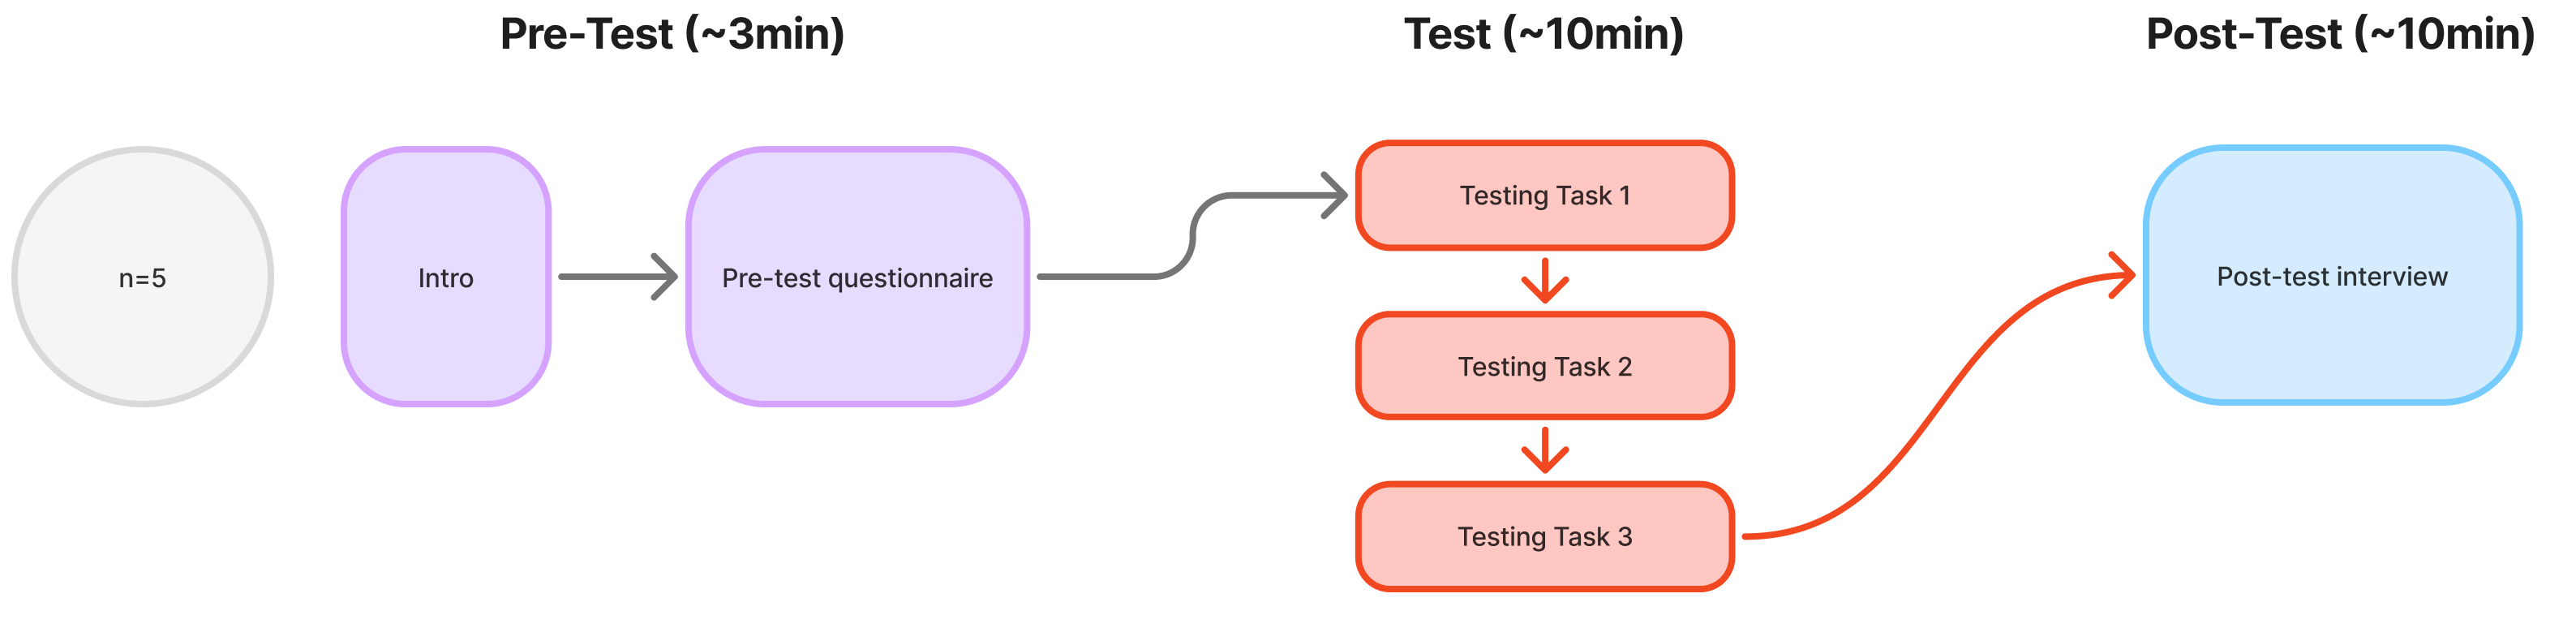 Pre-Test (~3min)
Test (~10min)
Post-Test (~10min)
n=5
Intro
Pre-test questionnaire
Testing Task 1
Testing Task 2
Testing Task 3
Post-test interview